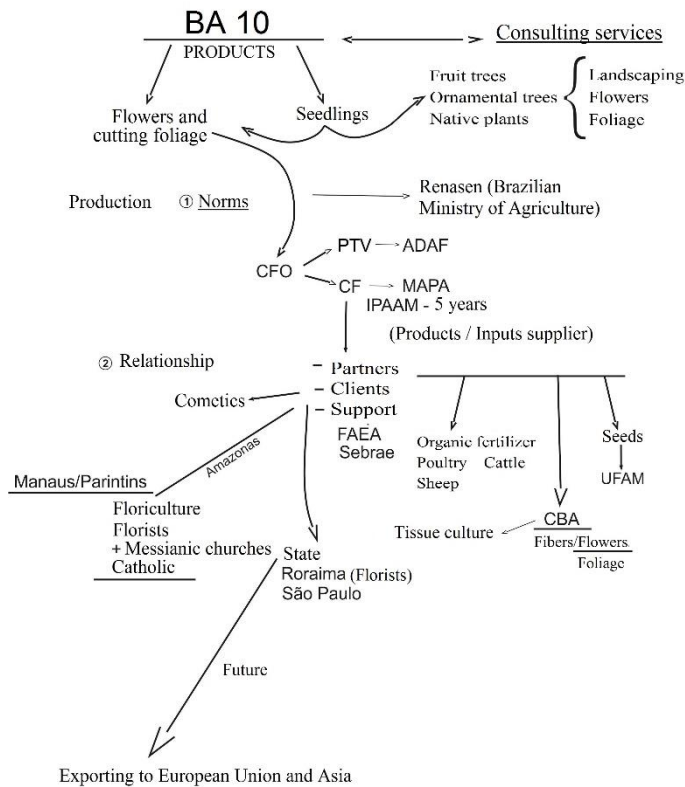 BA 10
Consulting services
PRODUCTS
Fruit trees
Ornamental trees
Native plants
Landscaping
Flowers
Foliage
Flowers and
cutting foliage
Seedlings
Production ① Norms
Renasen (Brazilian
Ministry of Agriculture)
CFO
PTV
ADAF
CF
MAPA
IPAAM - 5 years
(Products / Inputs supplier)
② Relationship
– Partners
– Clients
– Support
FAEA
Sebrae
Cometics
Amazonas
Manaus/Parintins
Floriculture
Florists
+ Messianic churches
Catholic
State
Roraima (Florists)
São Paulo
Organic fertilizer
Poultry Cattle
Sheep
Seeds
UFAM
Tissue culture
CBA
Fibers/Flowers
Foliage
Future
Exporting to European Union and Asia